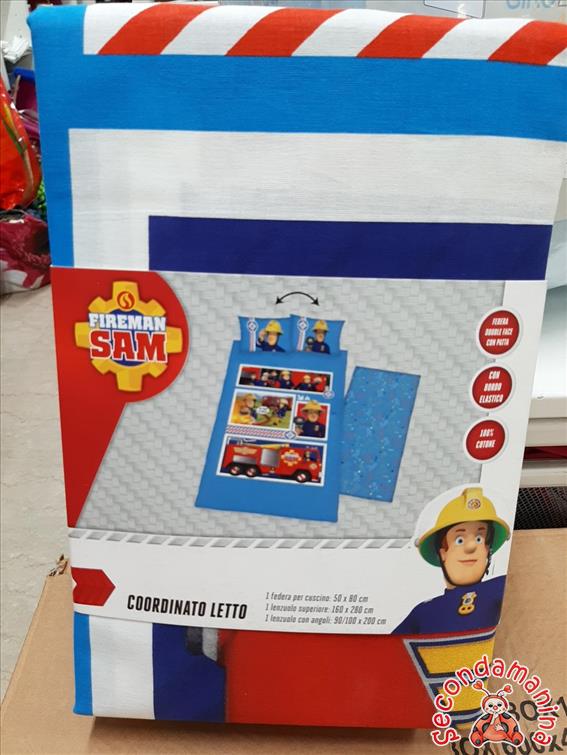 FIREMAN
SAM
FEDERA
DOUBLE FACE
CON PATTA
CON
BORDO
ELASTICO
100%
COTONE
COORDINATO LETTO
1 federa per cuscino: 50 x 80 cm
1 lenzuolo superiore: 160 x 280 cm
1 lenzuolo con angoli: 90/100 x 200 cm
secondamanina